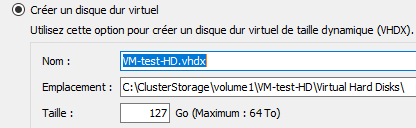 Créer un disque dur virtuel
Utilisez cette option pour créer un disque dur virtuel de taille dynamique (VHDX).
Nom : VM-test-HD.vhdx
Emplacement : C:\ClusterStorage\volume1\VM-test-HD\Virtual Hard Disks\
Taille : 127 Go (Maximum : 64 To)